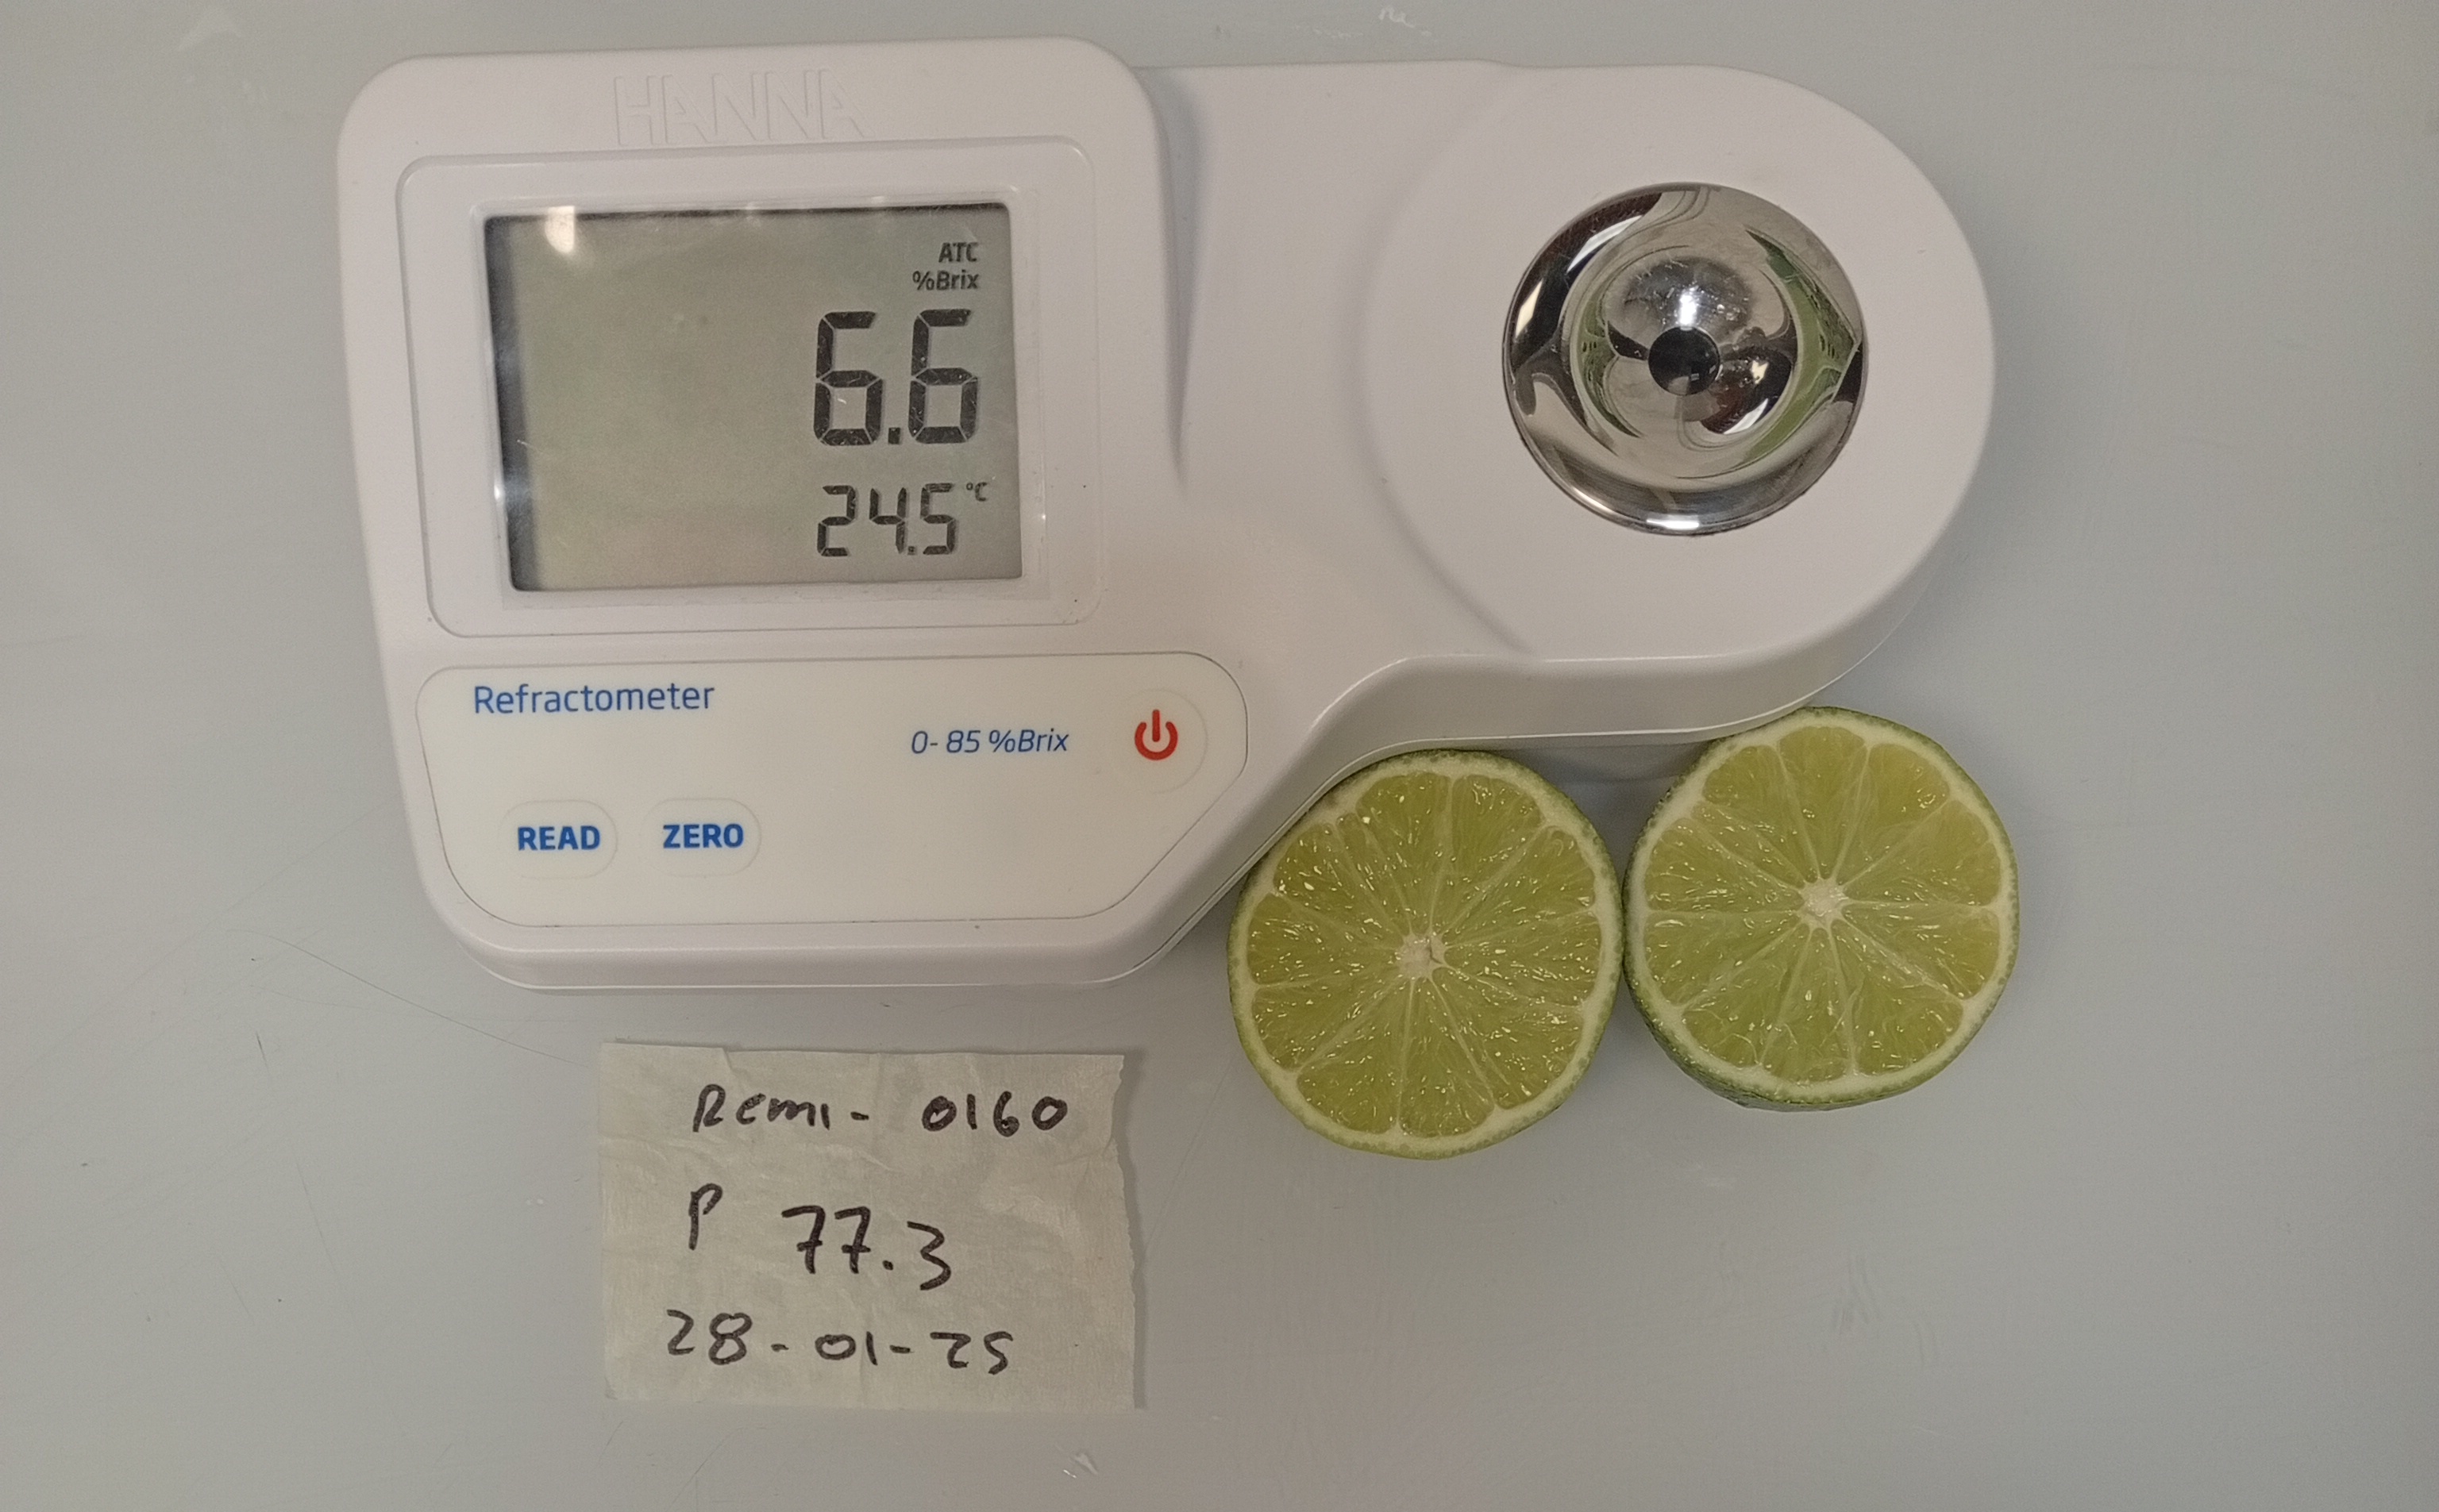 HANNA
ATC
%Brix
6.6
24.5 °C
Refractometer
0-85 %Brix
READ ZERO
Remi - 0160
P 77.3
28-01-25